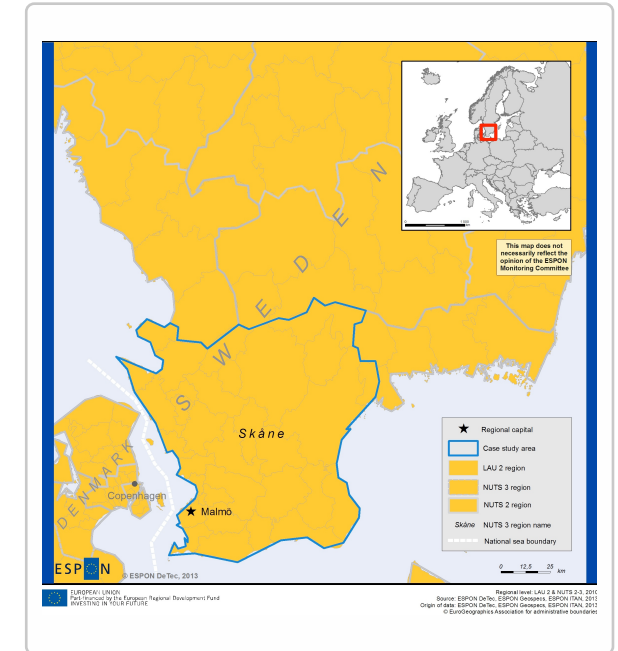 This map does not
necessarily reflect the
opinion of the ESPON
Monitoring Committee
SWEDEN
Skåne
DENMARK
Copenhagen
Malmö
Regional capital
Case study area
LAU 2 region
NUTS 3 region
NUTS 2 region
Skåne NUTS 3 region name
National sea boundary
0 12,5 25 km
ESPON
© ESPON DeTec, 2013
EUROPEAN UNION
Part-financed by the European Regional Development Fund
INVESTING IN YOUR FUTURE
Regional level: LAU 2 & NUTS 2-3, 2010
Source: ESPON DeTec, ESPON Geospecs, ESPON ITAN, 2013
Origin of data: ESPON DeTec, ESPON Geospecs, ESPON ITAN, 2013
© EuroGeographics Association for administrative boundaries